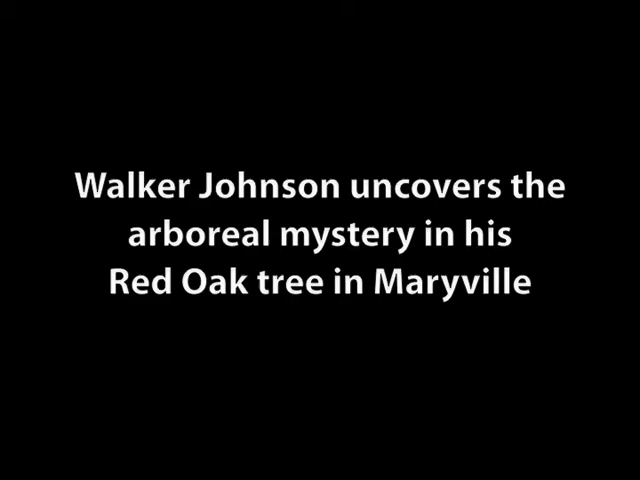 Walker Johnson uncovers the
arboreal mystery in his
Red Oak tree in Maryville